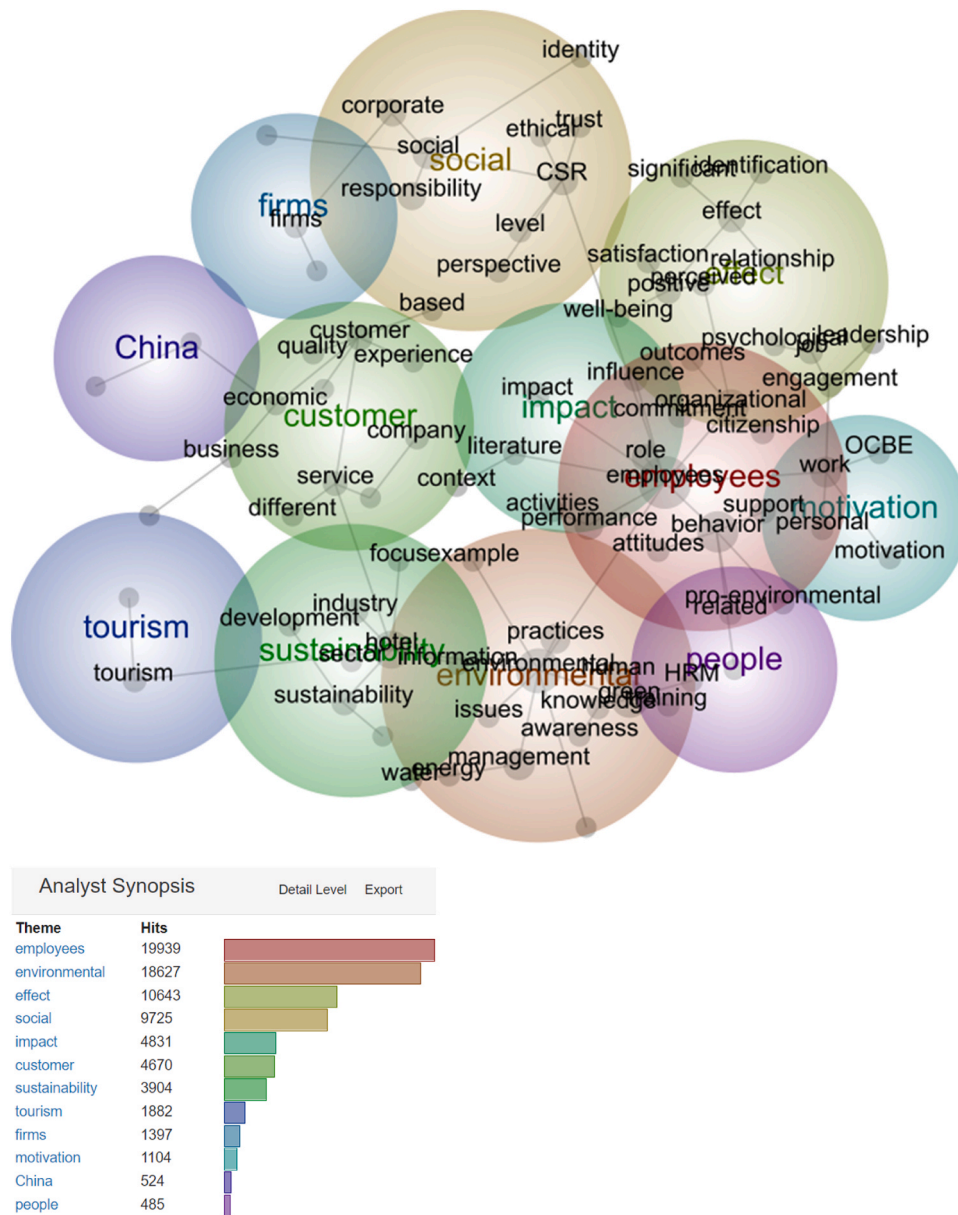 identity
corporate
trust
ethical
social
social
identification
significant
CSR
responsibility
firms
firms
effect
level
satisfaction
relationship
perspective
perceived
effect
positive
based
well-being
customer
psychological
leadership
job
China
quality
experience
outcomes
influence
engagement
impact
economic
organizational
impact
commitment
customer
citizenship
company
business
literature
role
OCBE
work
service
context
employees
employees
different
activities
support
motivation
performance
behavior
personal
attitudes
motivation
focus
example
pro-environmental
industry
related
development
tourism
practices
hotel
sustainability
sector
information
environmental
human
people
tourism
environmental
HRM
green
sustainability
knowledge
training
issues
awareness
management
water
energy
Analyst Synopsis Detail Level Export
Theme Hits
employees 19939
environmental 18627
effect 10643
social 9725
impact 4831
customer 4670
sustainability 3904
tourism 1882
firms 1397
motivation 1104
China 524
people 485